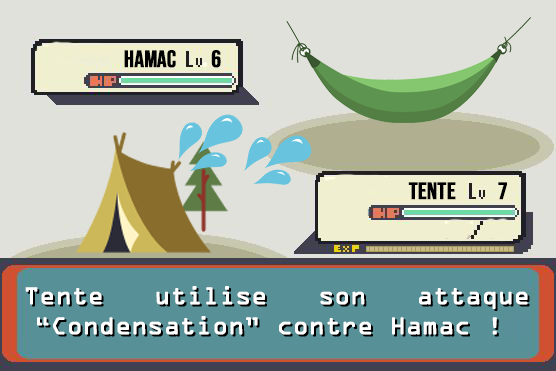 HAMAC Lv 6
HP
TENTE Lv 7
HP
/
EXP
Tente utilise son attaque
“Condensation” contre Hamac !